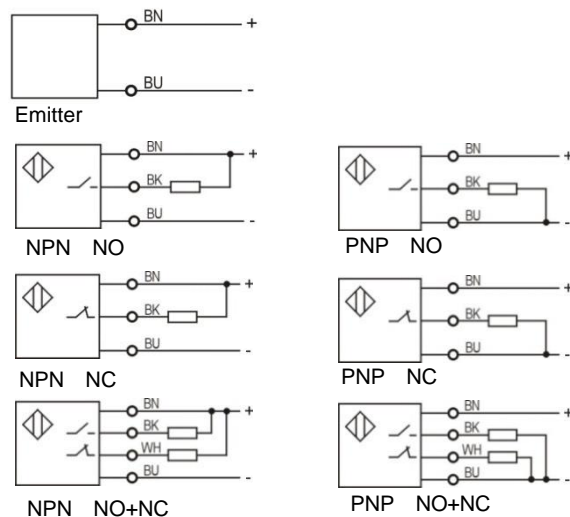 BN +
BU -
Emitter
BN +
BK
BU -
NPN NO
BN +
BK
BU -
PNP NO
BN +
BK
BU -
NPN NC
BN +
BK
BU -
PNP NC
BN +
BK
WH
BU -
NPN NO+NC
BN +
BK
WH
BU -
PNP NO+NC